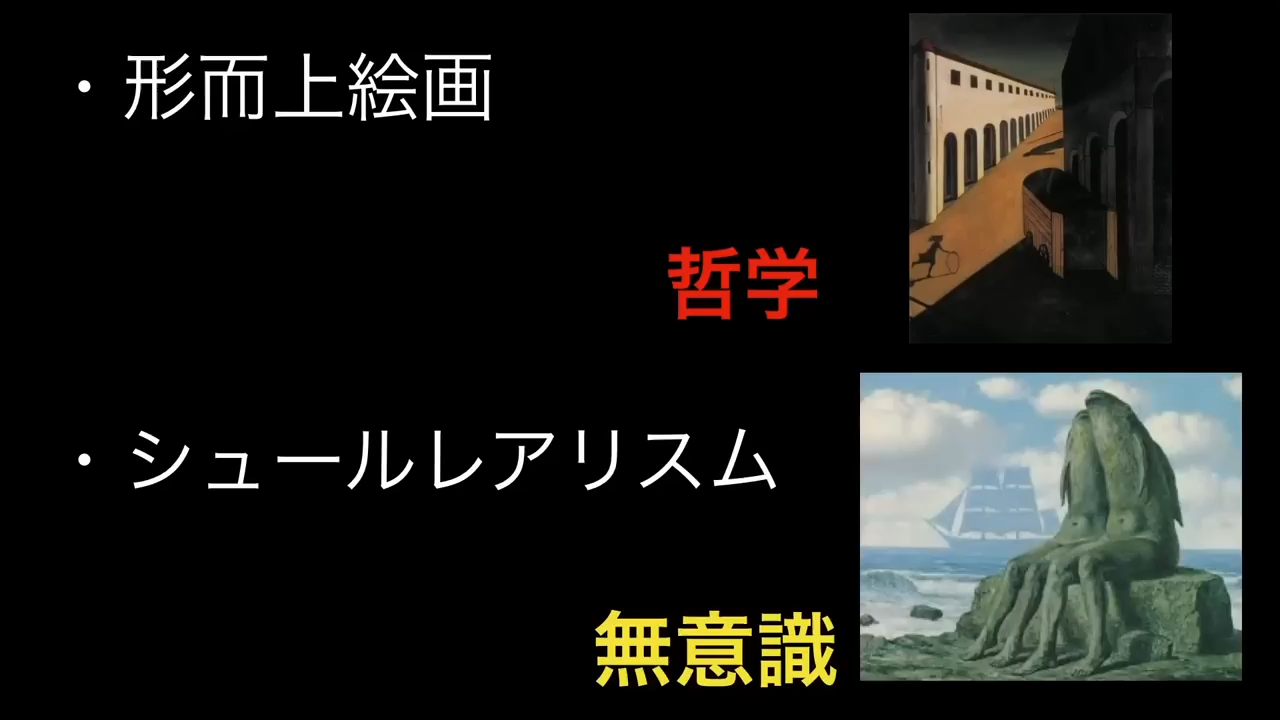 ・形而上絵画
哲学
・シュールレアリスム
無意識